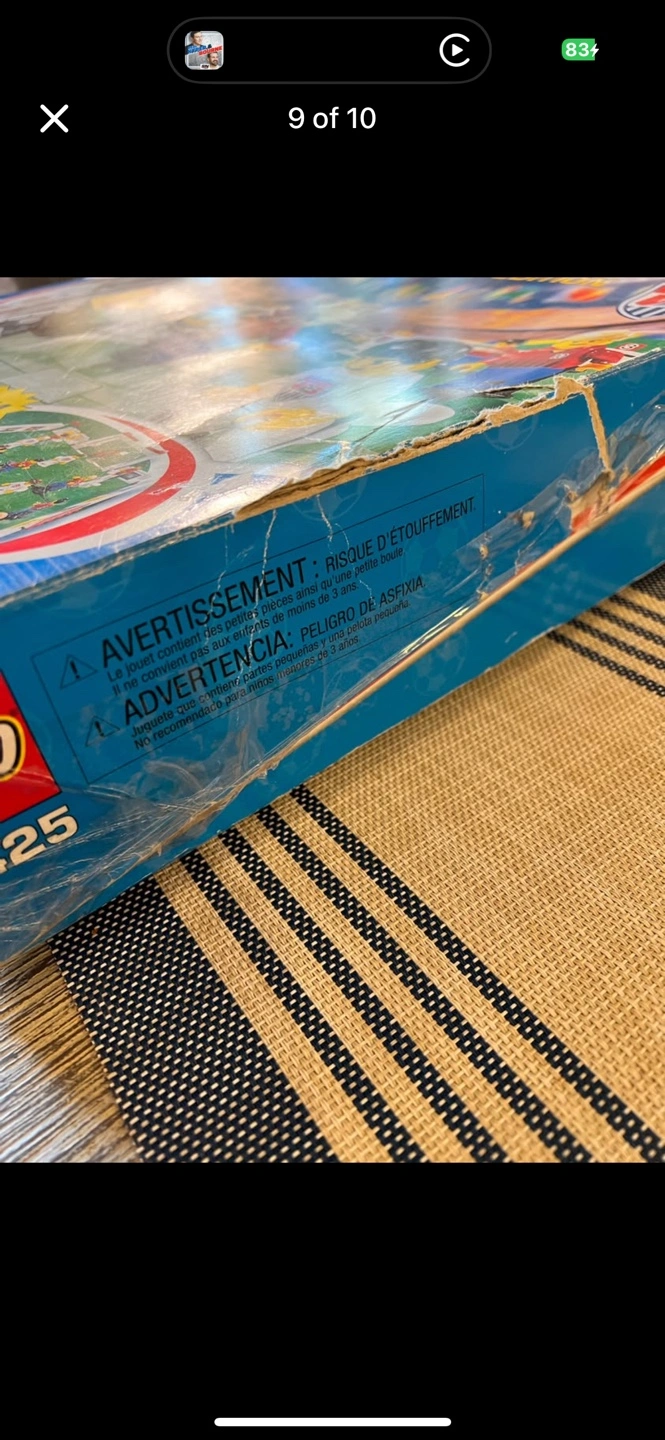 83
9 of 10
AVERTISSEMENT : RISQUE D'ÉTOUFFEMENT.
Le jouet contient des petites pièces ainsi qu'une petite boule.
Il ne convient pas aux enfants de moins de 3 ans.
ADVERTENCIA: PELIGRO DE ASFIXIA.
Juguete que contiene partes pequeñas y una pelota pequeña.
No recomendado para niños menores de 3 años.
25